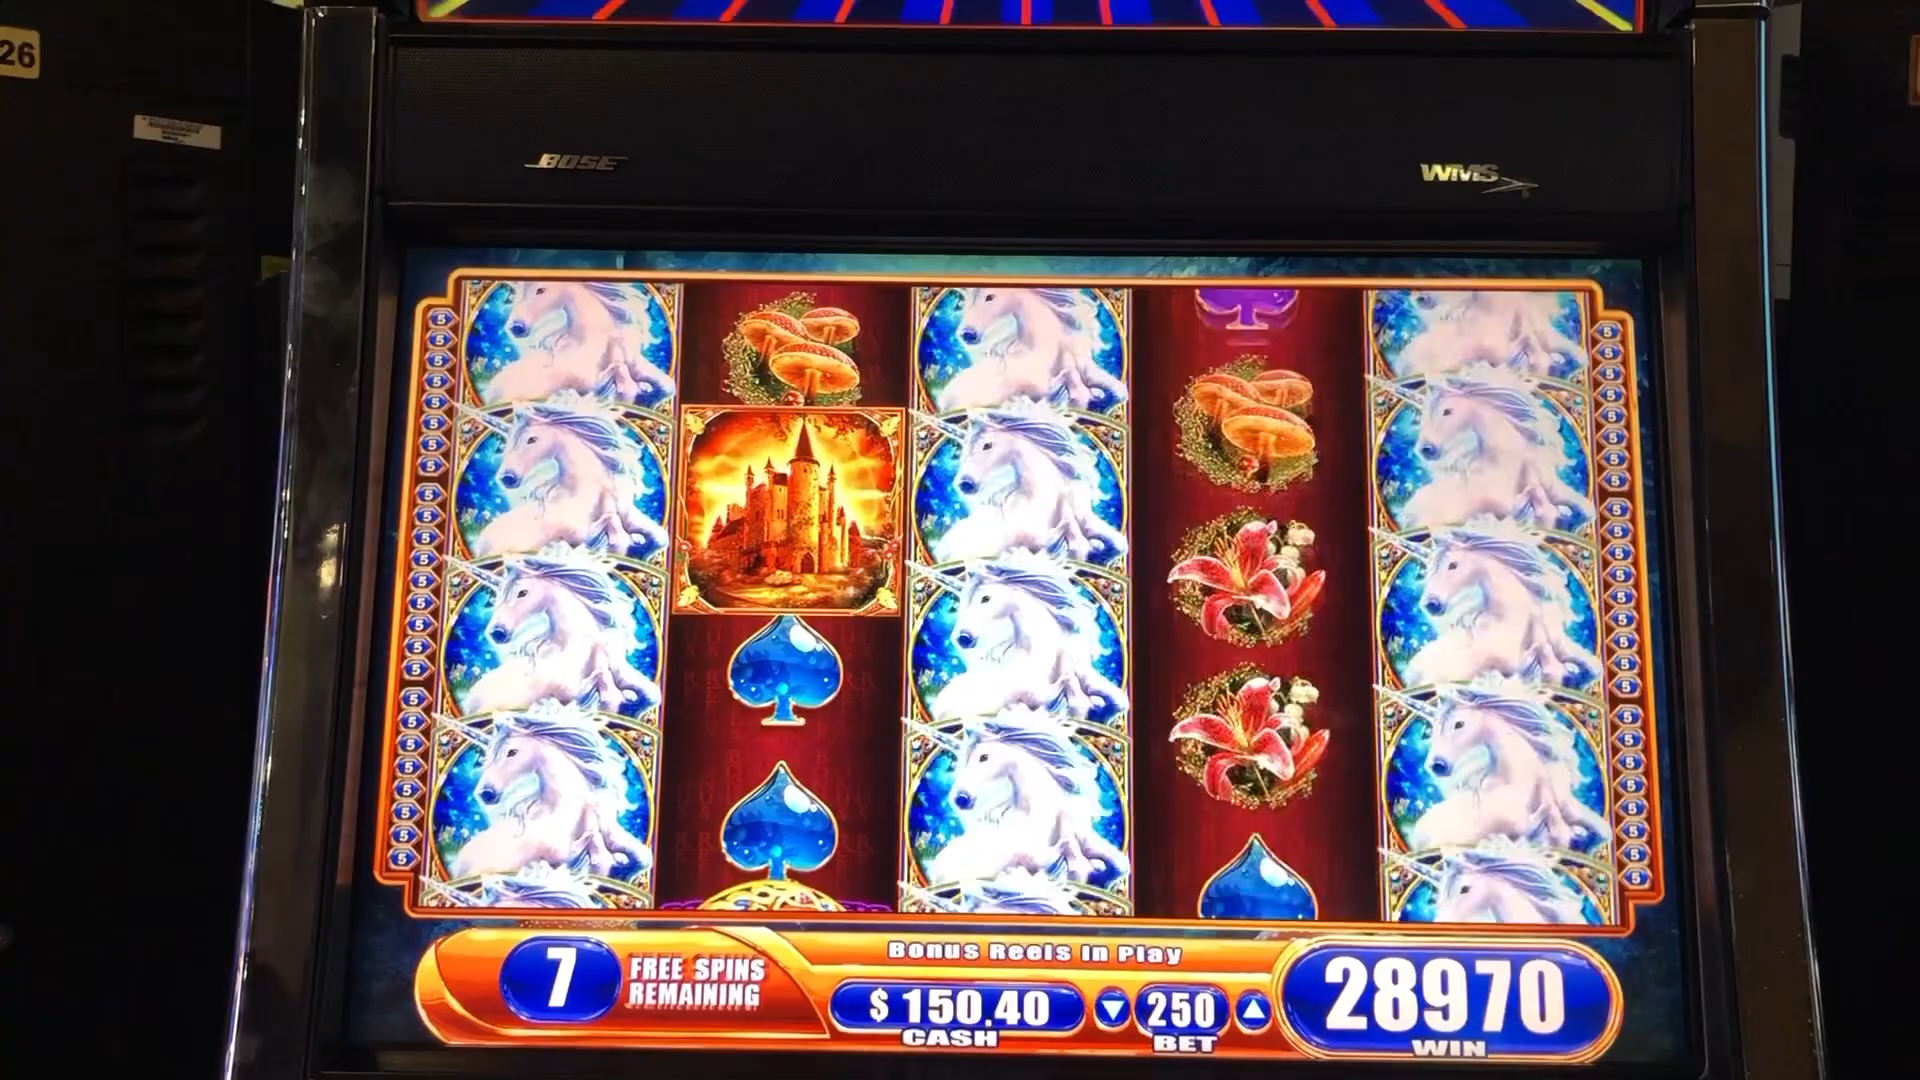 26
BOSE
WMS
7
FREE SPINS
REMAINING
Bonus Reels In Play
$ 150.40
CASH
250
BET
28970
WIN